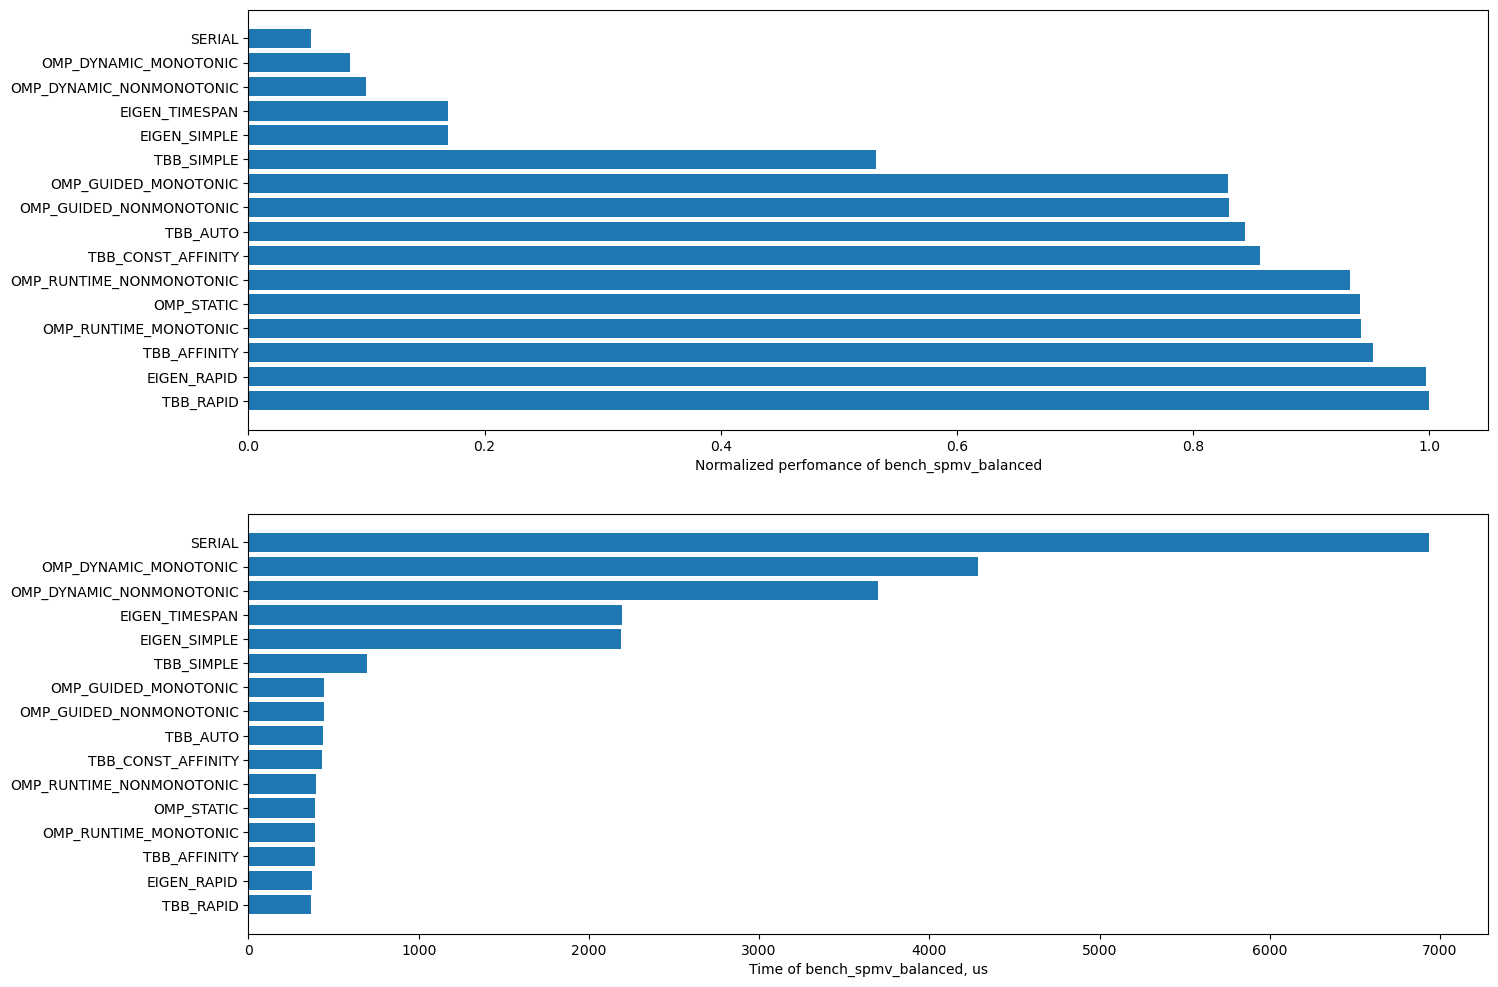 SERIAL
OMP_DYNAMIC_MONOTONIC
OMP_DYNAMIC_NONMONOTONIC
EIGEN_TIMESPAN
EIGEN_SIMPLE
TBB_SIMPLE
OMP_GUIDED_MONOTONIC
OMP_GUIDED_NONMONOTONIC
TBB_AUTO
TBB_CONST_AFFINITY
OMP_RUNTIME_NONMONOTONIC
OMP_STATIC
OMP_RUNTIME_MONOTONIC
TBB_AFFINITY
EIGEN_RAPID
TBB_RAPID
0.0 0.2 0.4 0.6 0.8 1.0
Normalized perfomance of bench_spmv_balanced
SERIAL
OMP_DYNAMIC_MONOTONIC
OMP_DYNAMIC_NONMONOTONIC
EIGEN_TIMESPAN
EIGEN_SIMPLE
TBB_SIMPLE
OMP_GUIDED_MONOTONIC
OMP_GUIDED_NONMONOTONIC
TBB_AUTO
TBB_CONST_AFFINITY
OMP_RUNTIME_NONMONOTONIC
OMP_STATIC
OMP_RUNTIME_MONOTONIC
TBB_AFFINITY
EIGEN_RAPID
TBB_RAPID
0 1000 2000 3000 4000 5000 6000 7000
Time of bench_spmv_balanced, us